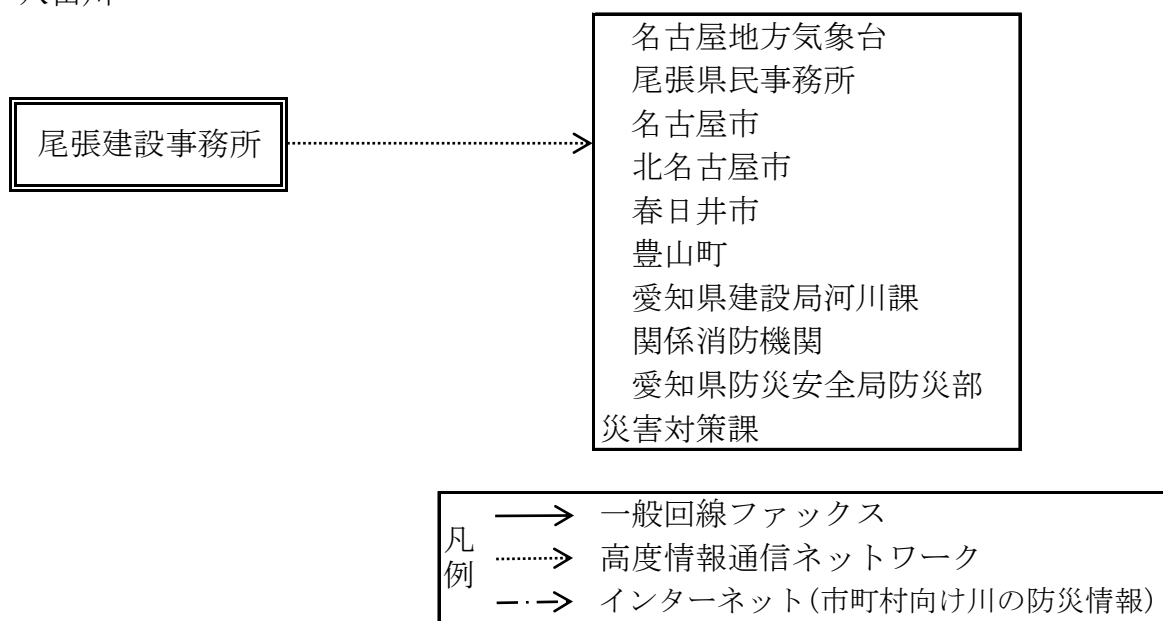 尾張建設事務所
名古屋地方気象台
尾張県民事務所
名古屋市
北名古屋市
春日井市
豊山町
愛知県建設局河川課
関係消防機関
愛知県防災安全局防災部
災害対策課
凡例
一般回線ファックス
高度情報通信ネットワーク
インターネット(市町村向け川の防災情報)